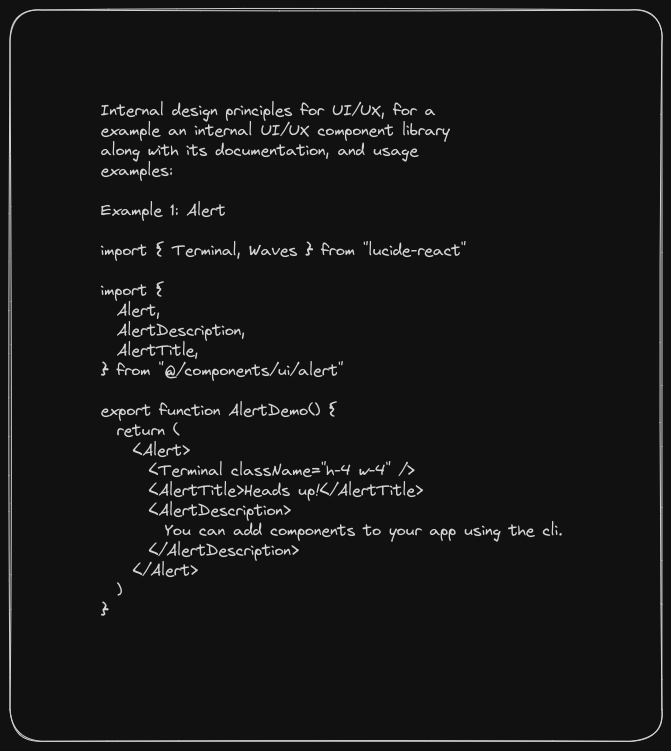 Internal design principles for UI/UX, for a
example an internal UI/UX component library
along with its documentation, and usage
examples:

Example 1: Alert

import { Terminal, Waves } from "lucide-react"

import {
  Alert,
  AlertDescription,
  AlertTitle,
} from "@/components/ui/alert"

export function AlertDemo() {
  return (
    <Alert>
      <Terminal className="h-4 w-4" />
      <AlertTitle>Heads up!</AlertTitle>
      <AlertDescription>
        You can add components to your app using the cli.
      </AlertDescription>
    </Alert>
  )
}